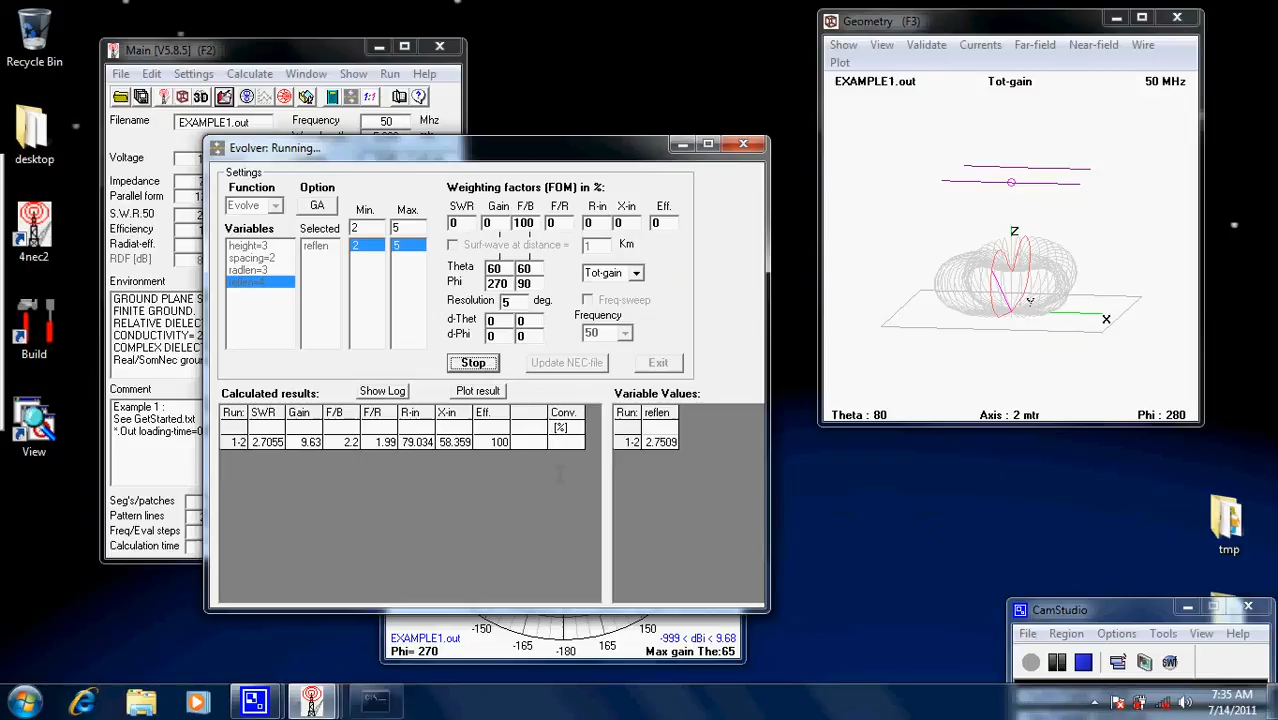 Recycle Bin
desktop
4nec2
Build
View
tmp
Main [V5.8.5] (F2)
File Edit Settings Calculate Window Show Run Help
3D
1:1
Filename EXAMPLE1.out Frequency 50 Mhz
Voltage
Impedance
Parallel form
S.W.R.50
Efficiency
Radiat-eff.
RDF [dB]
Environment
GROUND PLANE S
FINITE GROUND.
RELATIVE DIELEC
CONDUCTIVITY=
COMPLEX DIELEC
Real/SomNec ground
Comment
Example 1 :
See GetStarted.txt
* Out loading-time=0
Seg's/patches
Pattern lines
Freq/Eval steps
Calculation time
Evolver: Running...
Settings
Function Option Weighting factors (FOM) in %:
Evolve GA SWR Gain F/B F/R R-in X-in Eff.
Min. Max.
0 0 100 0 0 0 0
Variables Selected 2 5
height=3 reflen 2 5 Surf-wave at distance = 1 Km
spacing=2
radlen=3 Theta 60 60 Tot-gain
Phi 270 90
Resolution 5 deg. Freq-sweep
d-Thet 0 0 Frequency
d-Phi 0 0 50
Stop Update NEC-file Exit
Calculated results: Show Log Plot result Variable Values:
Run: SWR Gain F/B F/R R-in X-in Eff. Conv. Run: reflen
[%]
1-2 2.7055 9.63 2.2 1.99 79.034 58.359 100 1-2 2.7509
-150 150
-165 165
-180
EXAMPLE1.out -999 < dBi < 9.68
Phi= 270 Max gain The:65
Geometry (F3)
Show View Validate Currents Far-field Near-field Wire
Plot
EXAMPLE1.out Tot-gain 50 MHz
Z
Y
X
Theta : 80 Axis : 2 mtr Phi : 280
CamStudio
File Region Options Tools View Help
SWF
7:35 AM
7/14/2011